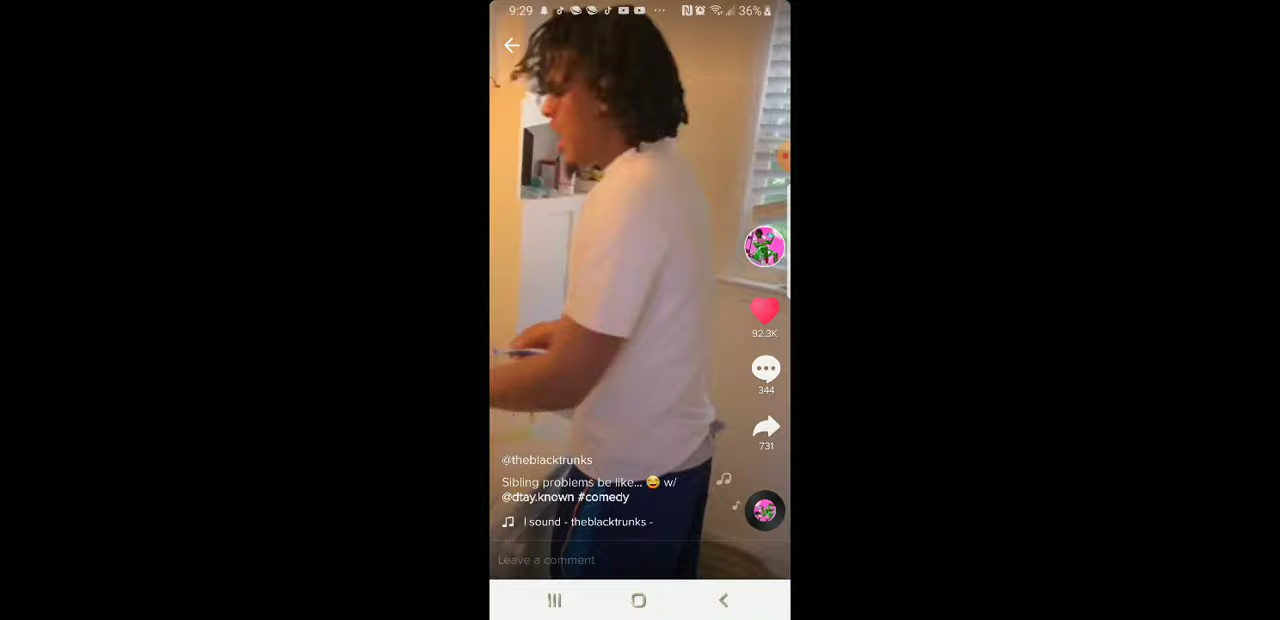 9:29
36%
92.3K
344
731
@theblacktrunks
Sibling problems be like... 😅 w/
@dtay.known #comedy
l sound - theblacktrunks -
Leave a comment